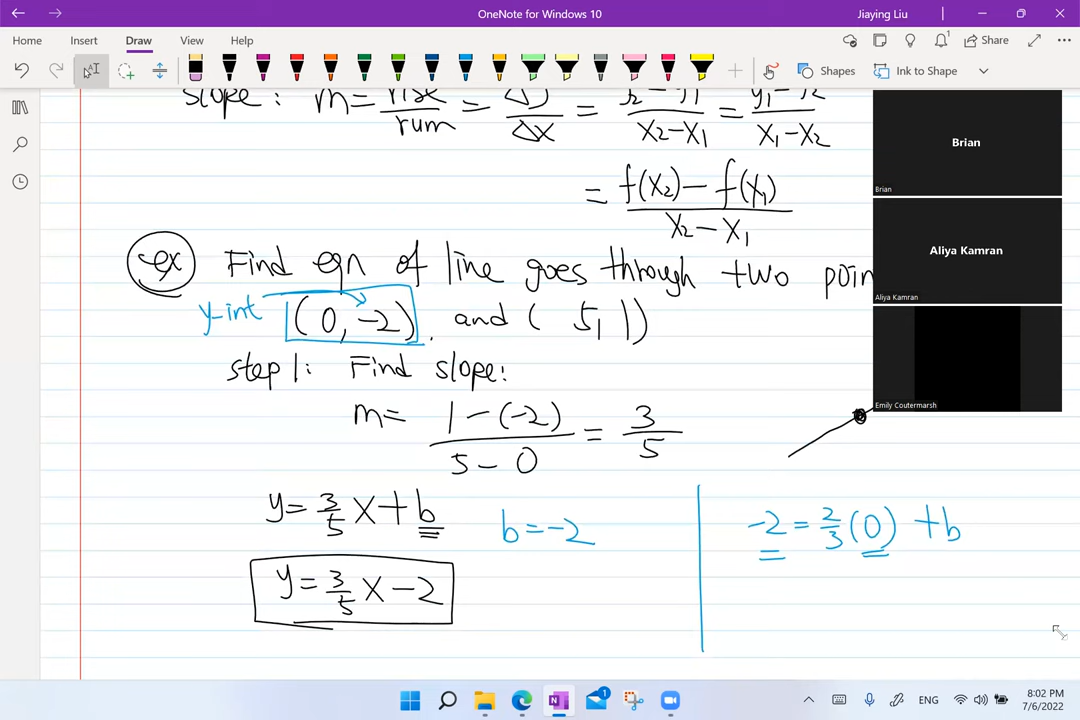 OneNote for Windows 10
Jiaying Liu
Home Insert Draw View Help
Share
Shapes
Ink to Shape
slope: m= rise/rum = Δy/Δx = y2-y1/x2-x1 = y1-y2/x1-x2
= f(x2)-f(x1)/x2-x1
Brian
Brian
Aliya Kamran
Aliya Kamran
Emily Coutermarsh
ex Find eqn of line goes through two poin
y-int (0,-2). and (5,1)
step 1: Find slope:
m= 1-(-2)/5-0 = 3/5
y= 3/5 x+b b=-2
y= 3/5 x-2
-2= 2/3 (0) +b
1
ENG
8:02 PM
7/6/2022